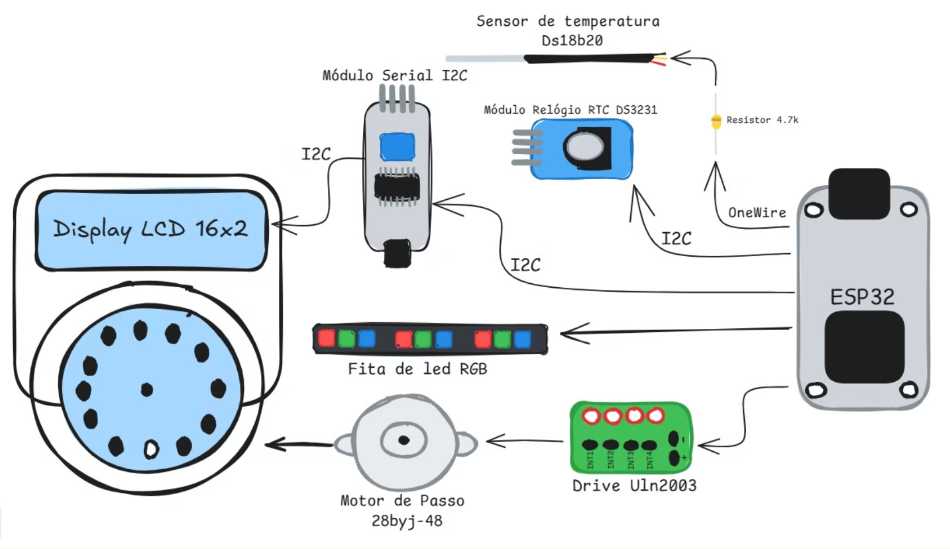 Sensor de temperatura
Ds18b20
Módulo Serial I2C
Módulo Relógio RTC DS3231
Resistor 4.7k
I2C
OneWire
Display LCD 16x2
I2C
I2C
ESP32
Fita de led RGB
INT1 INT2 INT3 INT4 - +
Drive Uln2003
Motor de Passo
28byj-48